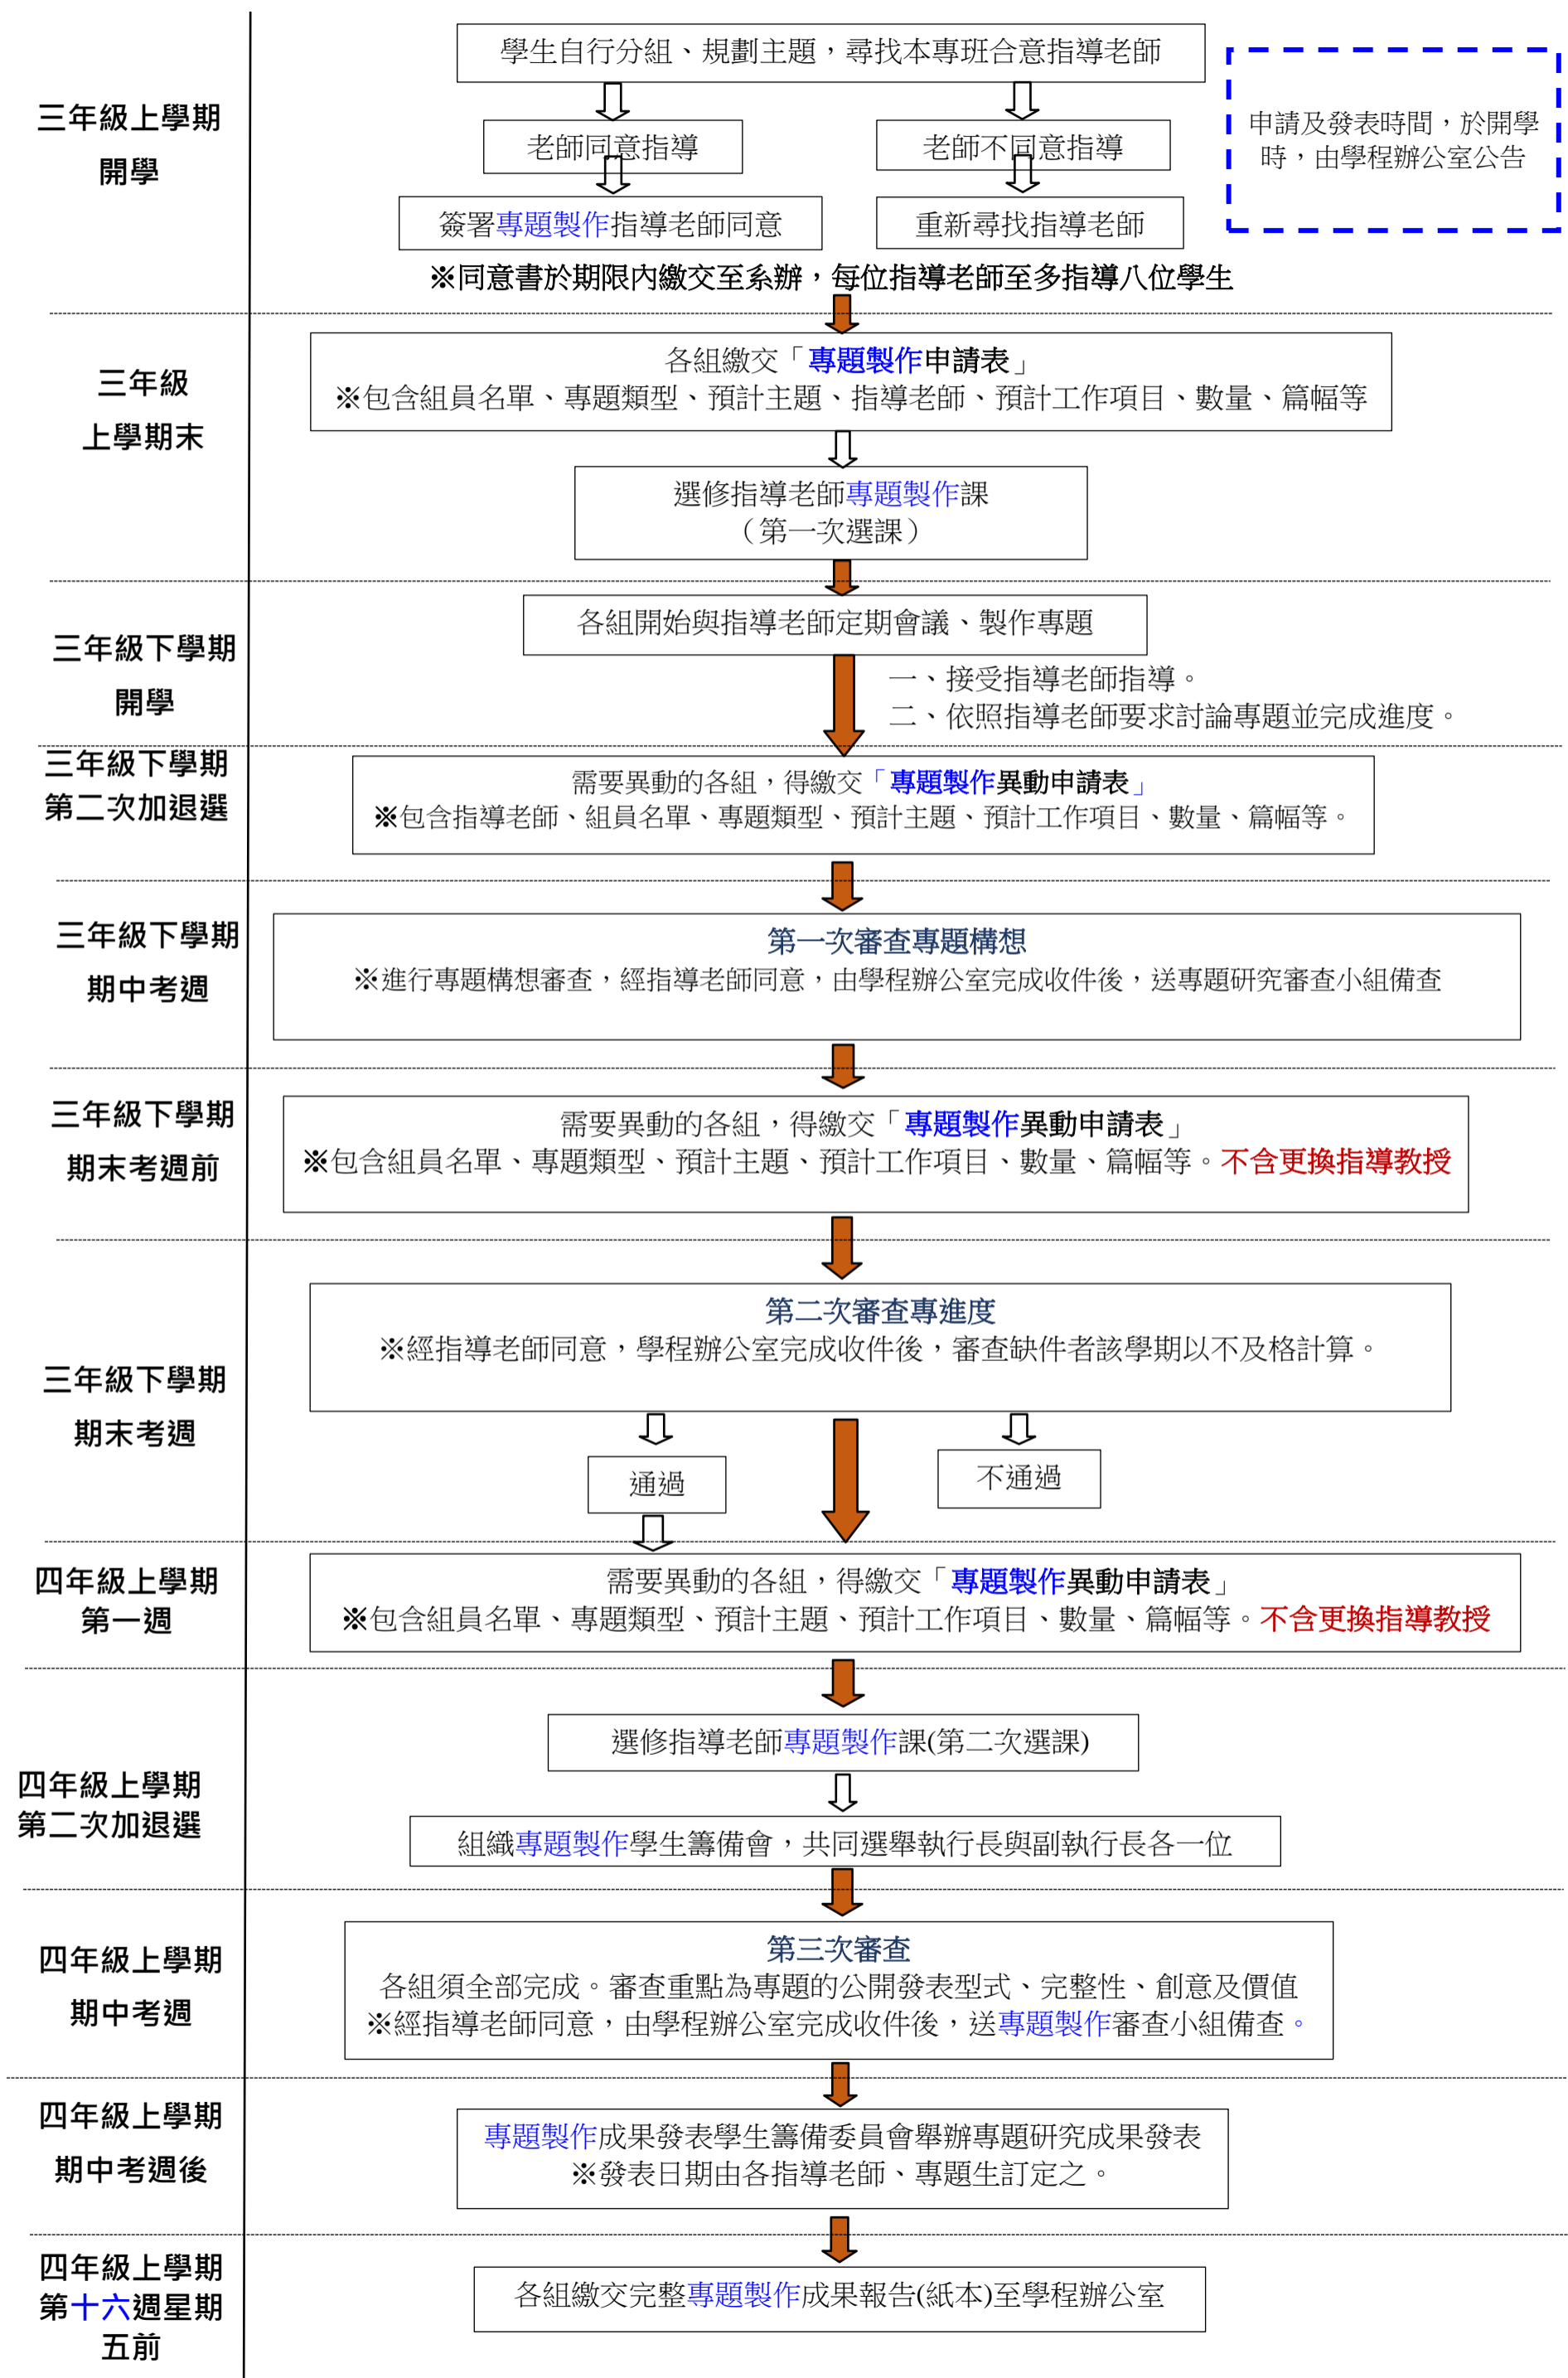 學生自行分組、規劃主題，尋找本專班合意指導老師
申請及發表時間，於開學
時，由學程辦公室公告
三年級上學期
開學
老師同意指導
老師不同意指導
簽署專題製作指導老師同意
重新尋找指導老師
※同意書於期限內繳交至系辦，每位指導老師至多指導八位學生
三年級
上學期末
各組繳交「專題製作申請表」
※包含組員名單、專題類型、預計主題、指導老師、預計工作項目、數量、篇幅等
選修指導老師專題製作課
（第一次選課）
三年級下學期
開學
各組開始與指導老師定期會議、製作專題
一、接受指導老師指導。
二、依照指導老師要求討論專題並完成進度。
三年級下學期
第二次加退選
需要異動的各組，得繳交「專題製作異動申請表」
※包含指導老師、組員名單、專題類型、預計主題、預計工作項目、數量、篇幅等。
三年級下學期
期中考週
第一次審查專題構想
※進行專題構想審查，經指導老師同意，由學程辦公室完成收件後，送專題研究審查小組備查
三年級下學期
期末考週前
需要異動的各組，得繳交「專題製作異動申請表」
※包含組員名單、專題類型、預計主題、預計工作項目、數量、篇幅等。不含更換指導教授
三年級下學期
期末考週
第二次審查專進度
※經指導老師同意，學程辦公室完成收件後，審查缺件者該學期以不及格計算。
通過
不通過
四年級上學期
第一週
需要異動的各組，得繳交「專題製作異動申請表」
※包含組員名單、專題類型、預計主題、預計工作項目、數量、篇幅等。不含更換指導教授
四年級上學期
第二次加退選
選修指導老師專題製作課(第二次選課)
組織專題製作學生籌備會，共同選舉執行長與副執行長各一位
四年級上學期
期中考週
第三次審查
各組須全部完成。審查重點為專題的公開發表型式、完整性、創意及價值
※經指導老師同意，由學程辦公室完成收件後，送專題製作審查小組備查。
四年級上學期
期中考週後
專題製作成果發表學生籌備委員會舉辦專題研究成果發表
※發表日期由各指導老師、專題生訂定之。
四年級上學期
第十六週星期
五前
各組繳交完整專題製作成果報告(紙本)至學程辦公室